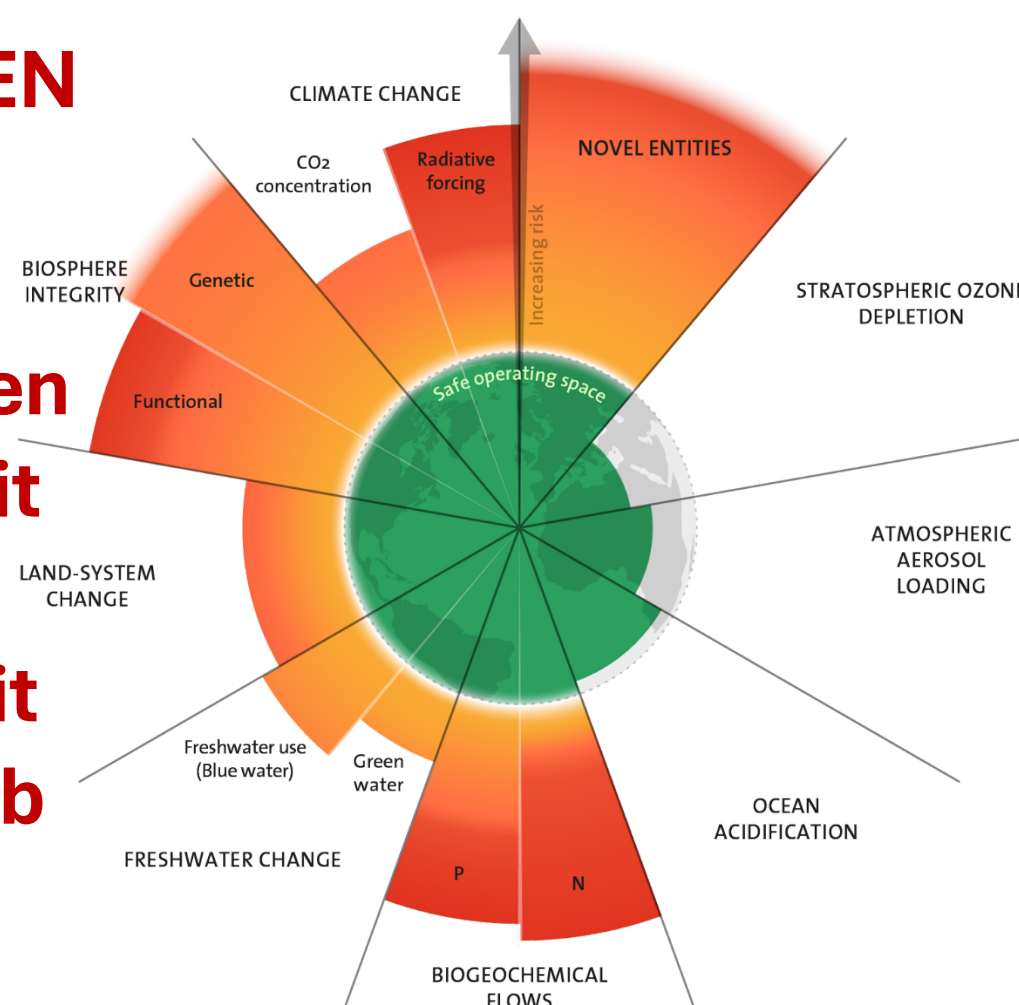 EN
en
it
it
b
CLIMATE CHANGE
CO2
concentration
Radiative
forcing
NOVEL ENTITIES
Increasing risk
BIOSPHERE
INTEGRITY
Genetic
Functional
STRATOSPHERIC OZON
DEPLETION
Safe operating space
ATMOSPHERIC
AEROSOL
LOADING
LAND-SYSTEM
CHANGE
Freshwater use
(Blue water)
Green
water
FRESHWATER CHANGE
OCEAN
ACIDIFICATION
P
N
BIOGEOCHEMICAL
FLOWS